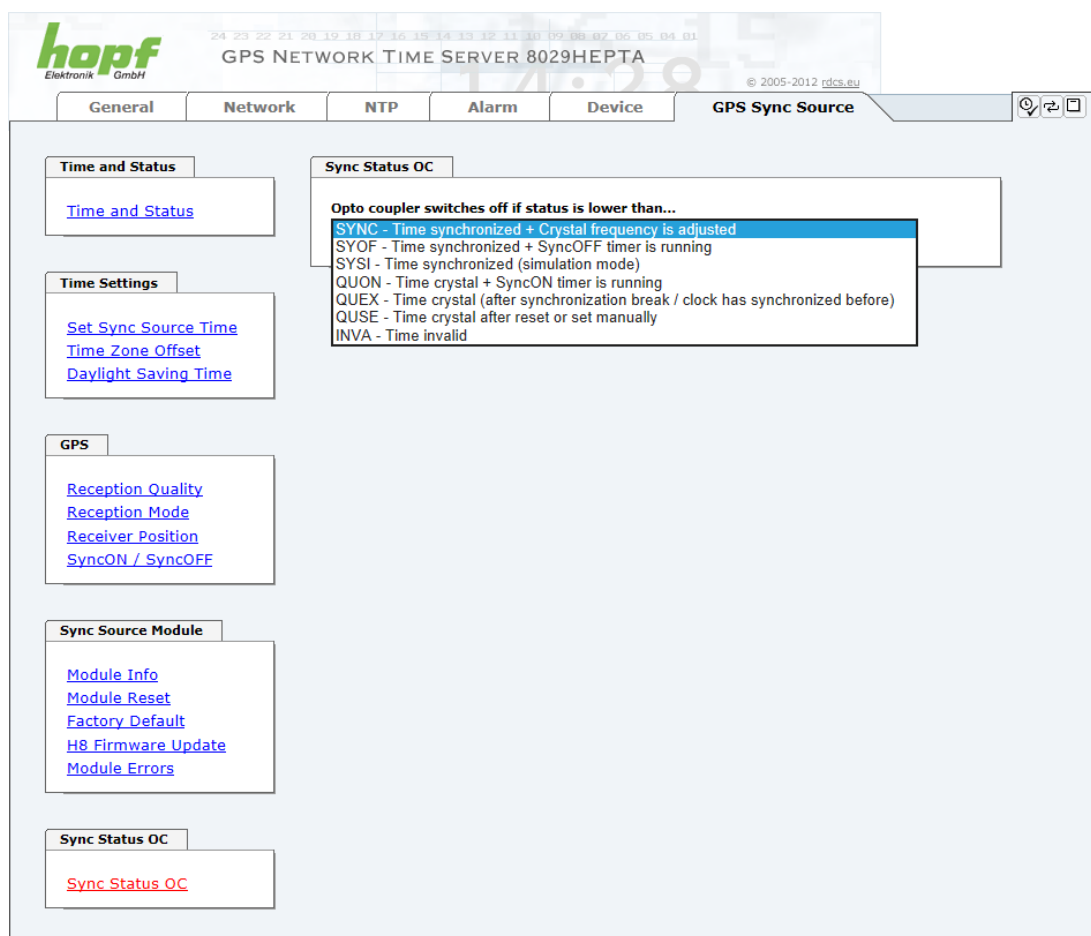 hopf
Elektronik GmbH
24 23 22 21 20 19 18 17 16 15 14 13 12 11 10 09 08 07 06 05 04 01
GPS NETWORK TIME SERVER 8029HEPTA
14:28
© 2005-2012 rdcs.eu
General
Network
NTP
Alarm
Device
GPS Sync Source
Time and Status
Time and Status
Time Settings
Set Sync Source Time
Time Zone Offset
Daylight Saving Time
GPS
Reception Quality
Reception Mode
Receiver Position
SyncON / SyncOFF
Sync Source Module
Module Info
Module Reset
Factory Default
H8 Firmware Update
Module Errors
Sync Status OC
Sync Status OC
Sync Status OC
Opto coupler switches off if status is lower than...
SYNC - Time synchronized + Crystal frequency is adjusted
SYOF - Time synchronized + SyncOFF timer is running
SYSI - Time synchronized (simulation mode)
QUON - Time crystal + SyncON timer is running
QUEX - Time crystal (after synchronization break / clock has synchronized before)
QUSE - Time crystal after reset or set manually
INVA - Time invalid